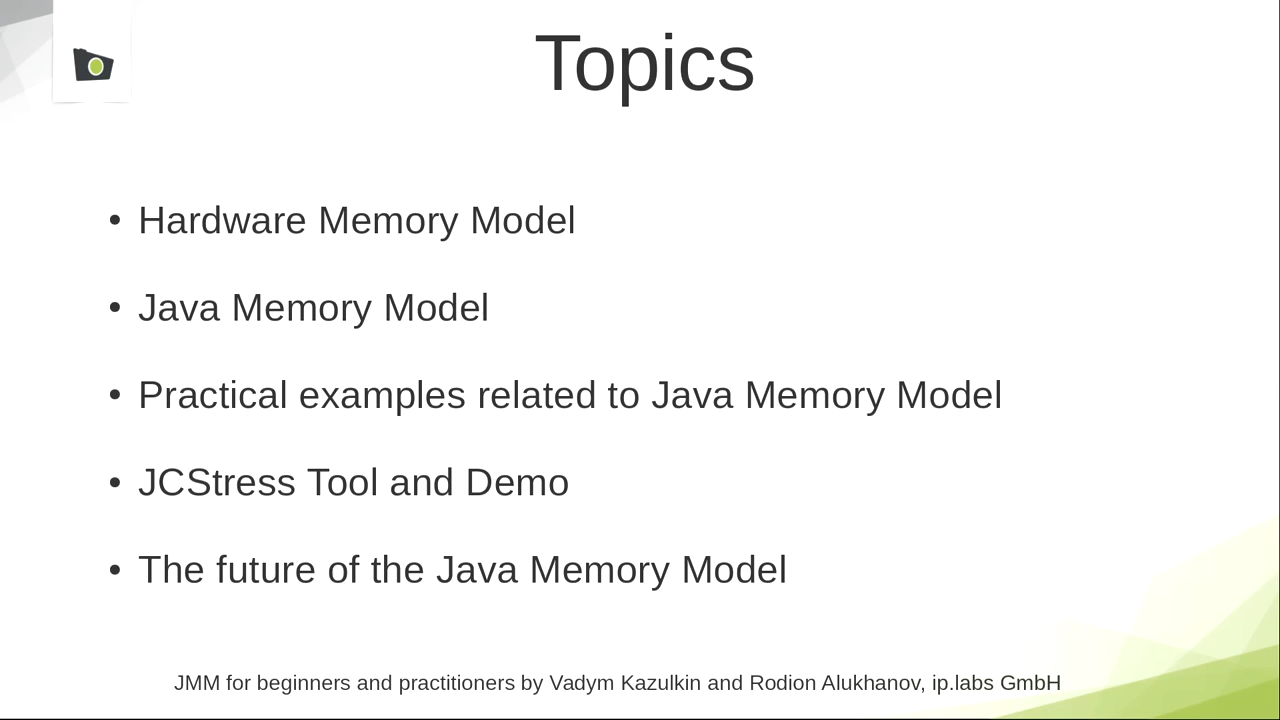 Topics
• Hardware Memory Model
• Java Memory Model
• Practical examples related to Java Memory Model
• JCStress Tool and Demo
• The future of the Java Memory Model
JMM for beginners and practitioners by Vadym Kazulkin and Rodion Alukhanov, ip.labs GmbH